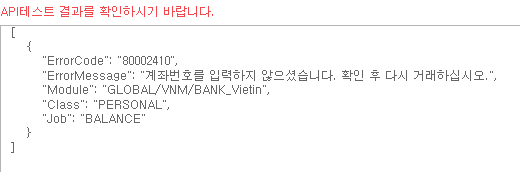 API테스트 결과를 확인하시기 바랍니다.
[
{
"ErrorCode": "80002410",
"ErrorMessage": "계좌번호를 입력하지 않으셨습니다. 확인 후 다시 거래하십시오.",
"Module": "GLOBAL/VNM/BANK_Vietin",
"Class": "PERSONAL",
"Job": "BALANCE"
}
]